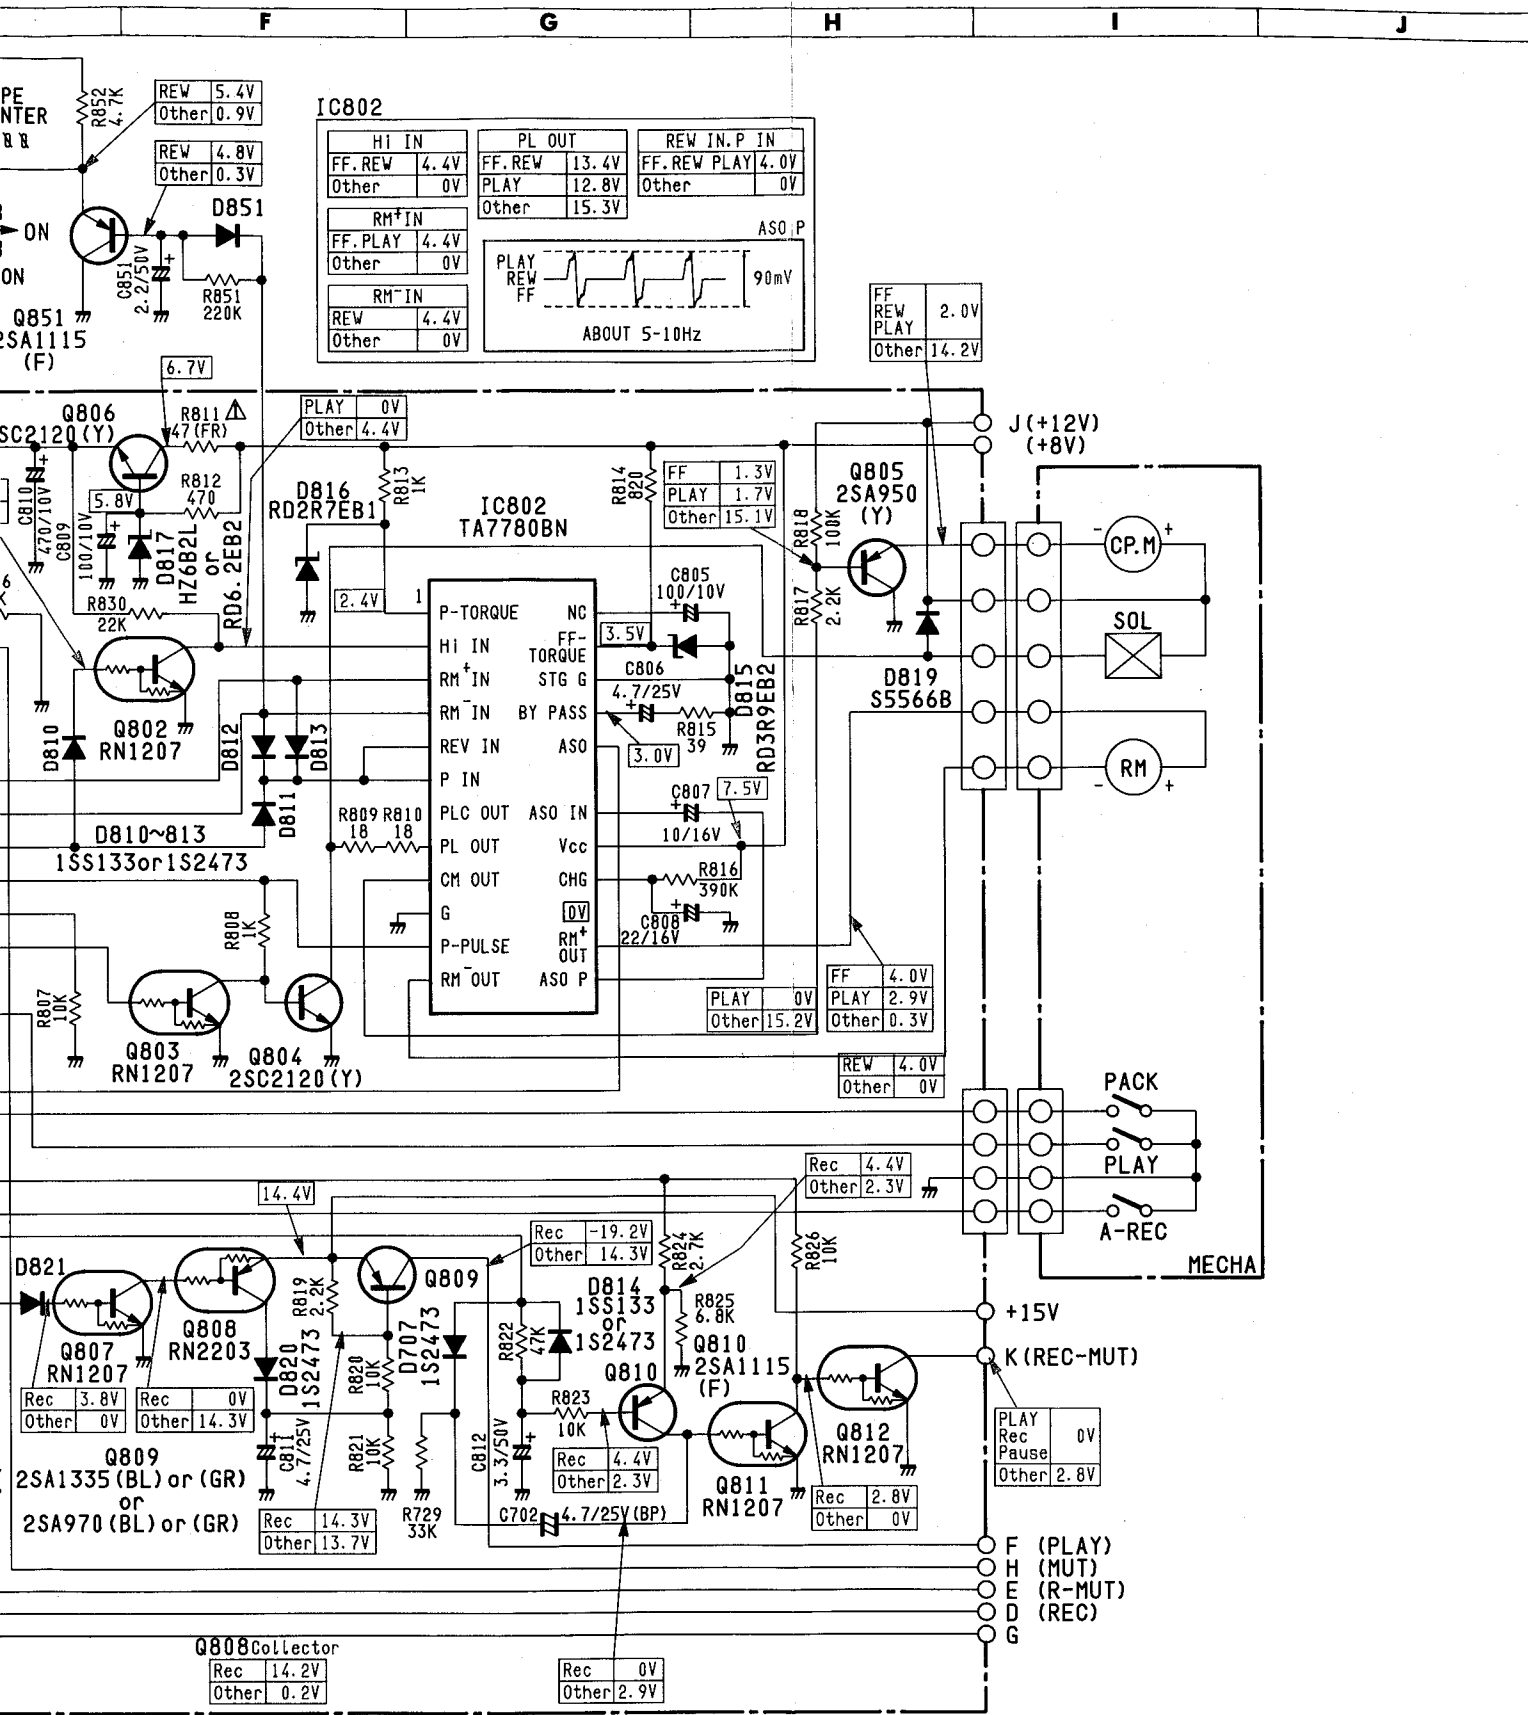 F G H I J
PE
NTER
R852
4.7K
REW 5.4V
Other 0.9V
REW 4.8V
Other 0.3V
ON
ON
D851
C851
2.2/50V
R851
220K
Q851
2SA1115
(F)
6.7V
IC802
Hi IN
FF.REW 4.4V
Other 0V
RM+IN
FF.PLAY 4.4V
Other 0V
RM-IN
REW 4.4V
Other 0V
PL OUT
FF.REW 13.4V
PLAY 12.8V
Other 15.3V
REW IN.P IN
FF.REW PLAY 4.0V
Other 0V
ASO P
PLAY
REW
FF
90mV
ABOUT 5-10Hz
FF
REW
PLAY 2.0V
Other 14.2V
Q806
SC2120(Y)
R811
47(FR)
R812
470
5.8V
C810
470/10V
C809
100/10V
D817
HZ6B2L
or
RD6.2EB2
R830
22K
PLAY 0V
Other 4.4V
D816
RD2R7EB1
R813
1K
2.4V
IC802
TA7780BN
R814
820
FF 1.3V
PLAY 1.7V
Other 15.1V
R818
100K
R817
2.2K
Q805
2SA950
(Y)
J(+12V)
(+8V)
1
P-TORQUE NC
Hi IN FF-
TORQUE
RM+IN STG G
RM-IN BY PASS
REV IN ASO
P IN
PLC OUT ASO IN
PL OUT Vcc
CM OUT CHG
G 0V
P-PULSE RM+
OUT
RM-OUT ASO P
C805
100/10V
3.5V
C806
4.7/25V
R815
39
3.0V
D815
RD3R9EB2
C807
10/16V
7.5V
R816
390K
C808
22/16V
D819
S5566B
- CP.M +
SOL
- RM +
Q802
RN1207
D810
D812
D813
D811
D810~813
1SS133or1S2473
R809
18
R810
18
R808
1K
R807
10K
Q803
RN1207
Q804
2SC2120(Y)
PLAY 0V
Other 15.2V
FF 4.0V
PLAY 2.9V
Other 0.3V
REW 4.0V
Other 0V
PACK
PLAY
A-REC
MECHA
14.4V
Rec 4.4V
Other 2.3V
Rec -19.2V
Other 14.3V
D821
Q807
RN1207
Q808
RN2203
Rec 3.8V
Other 0V
Rec 0V
Other 14.3V
Q809
2SA1335(BL)or(GR)
or
2SA970(BL)or(GR)
D820
1S2473
C811
4.7/25V
R819
2.2K
R820
10K
R821
10K
Q809
D707
1S2473
R729
33K
Rec 14.3V
Other 13.7V
R822
47K
C812
3.3/50V
D814
1SS133
or
1S2473
R823
10K
Q810
Rec 4.4V
Other 2.3V
C702
4.7/25V(BP)
R824
2.7K
R825
6.8K
Q810
2SA1115
(F)
R826
10K
Q811
RN1207
Q812
RN1207
Rec 2.8V
Other 0V
+15V
K(REC-MUT)
PLAY
Rec
Pause 0V
Other 2.8V
F (PLAY)
H (MUT)
E (R-MUT)
D (REC)
G
Q808Collector
Rec 14.2V
Other 0.2V
Rec 0V
Other 2.9V